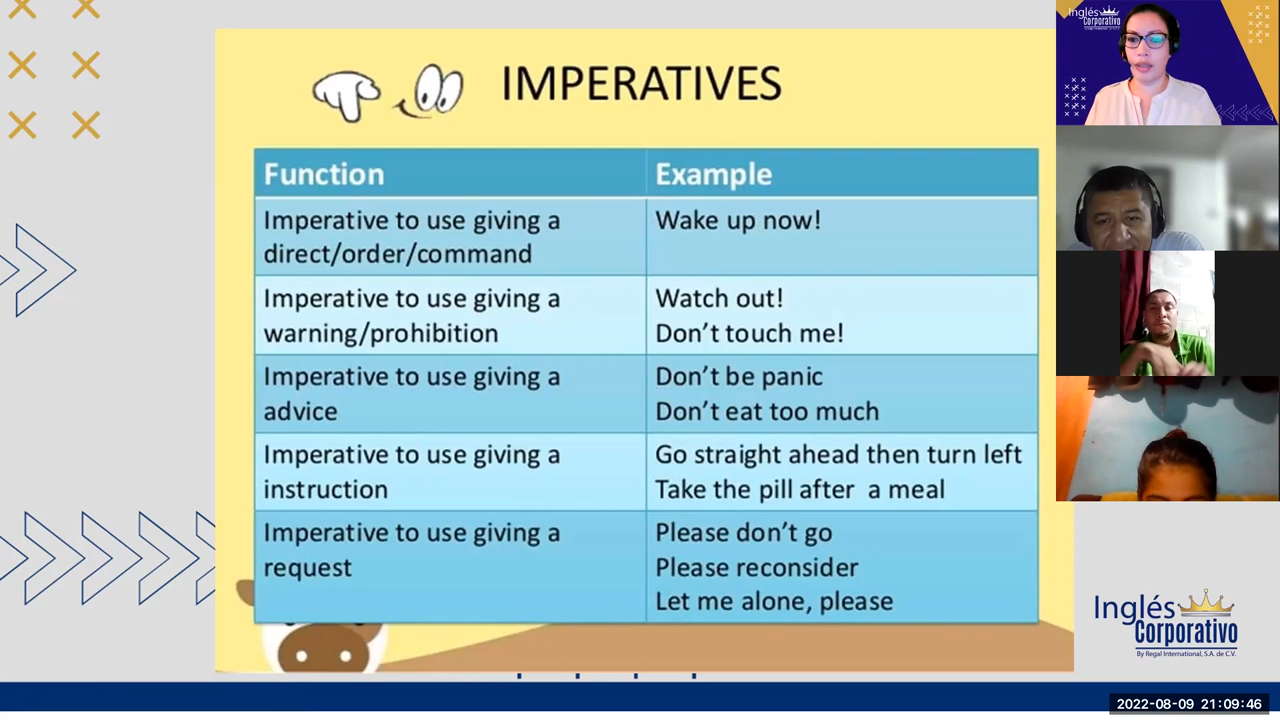 IMPERATIVES
Function
Example
Imperative to use giving a
direct/order/command
Wake up now!
Imperative to use giving a
warning/prohibition
Watch out!
Don't touch me!
Imperative to use giving a
advice
Don't be panic
Don't eat too much
Imperative to use giving a
instruction
Go straight ahead then turn left
Take the pill after a meal
Imperative to use giving a
request
Please don't go
Please reconsider
Let me alone, please
Inglés
Corporativo
Inglés
Corporativo
By Regal International, S.A. de C.V.
2022-08-09 21:09:46